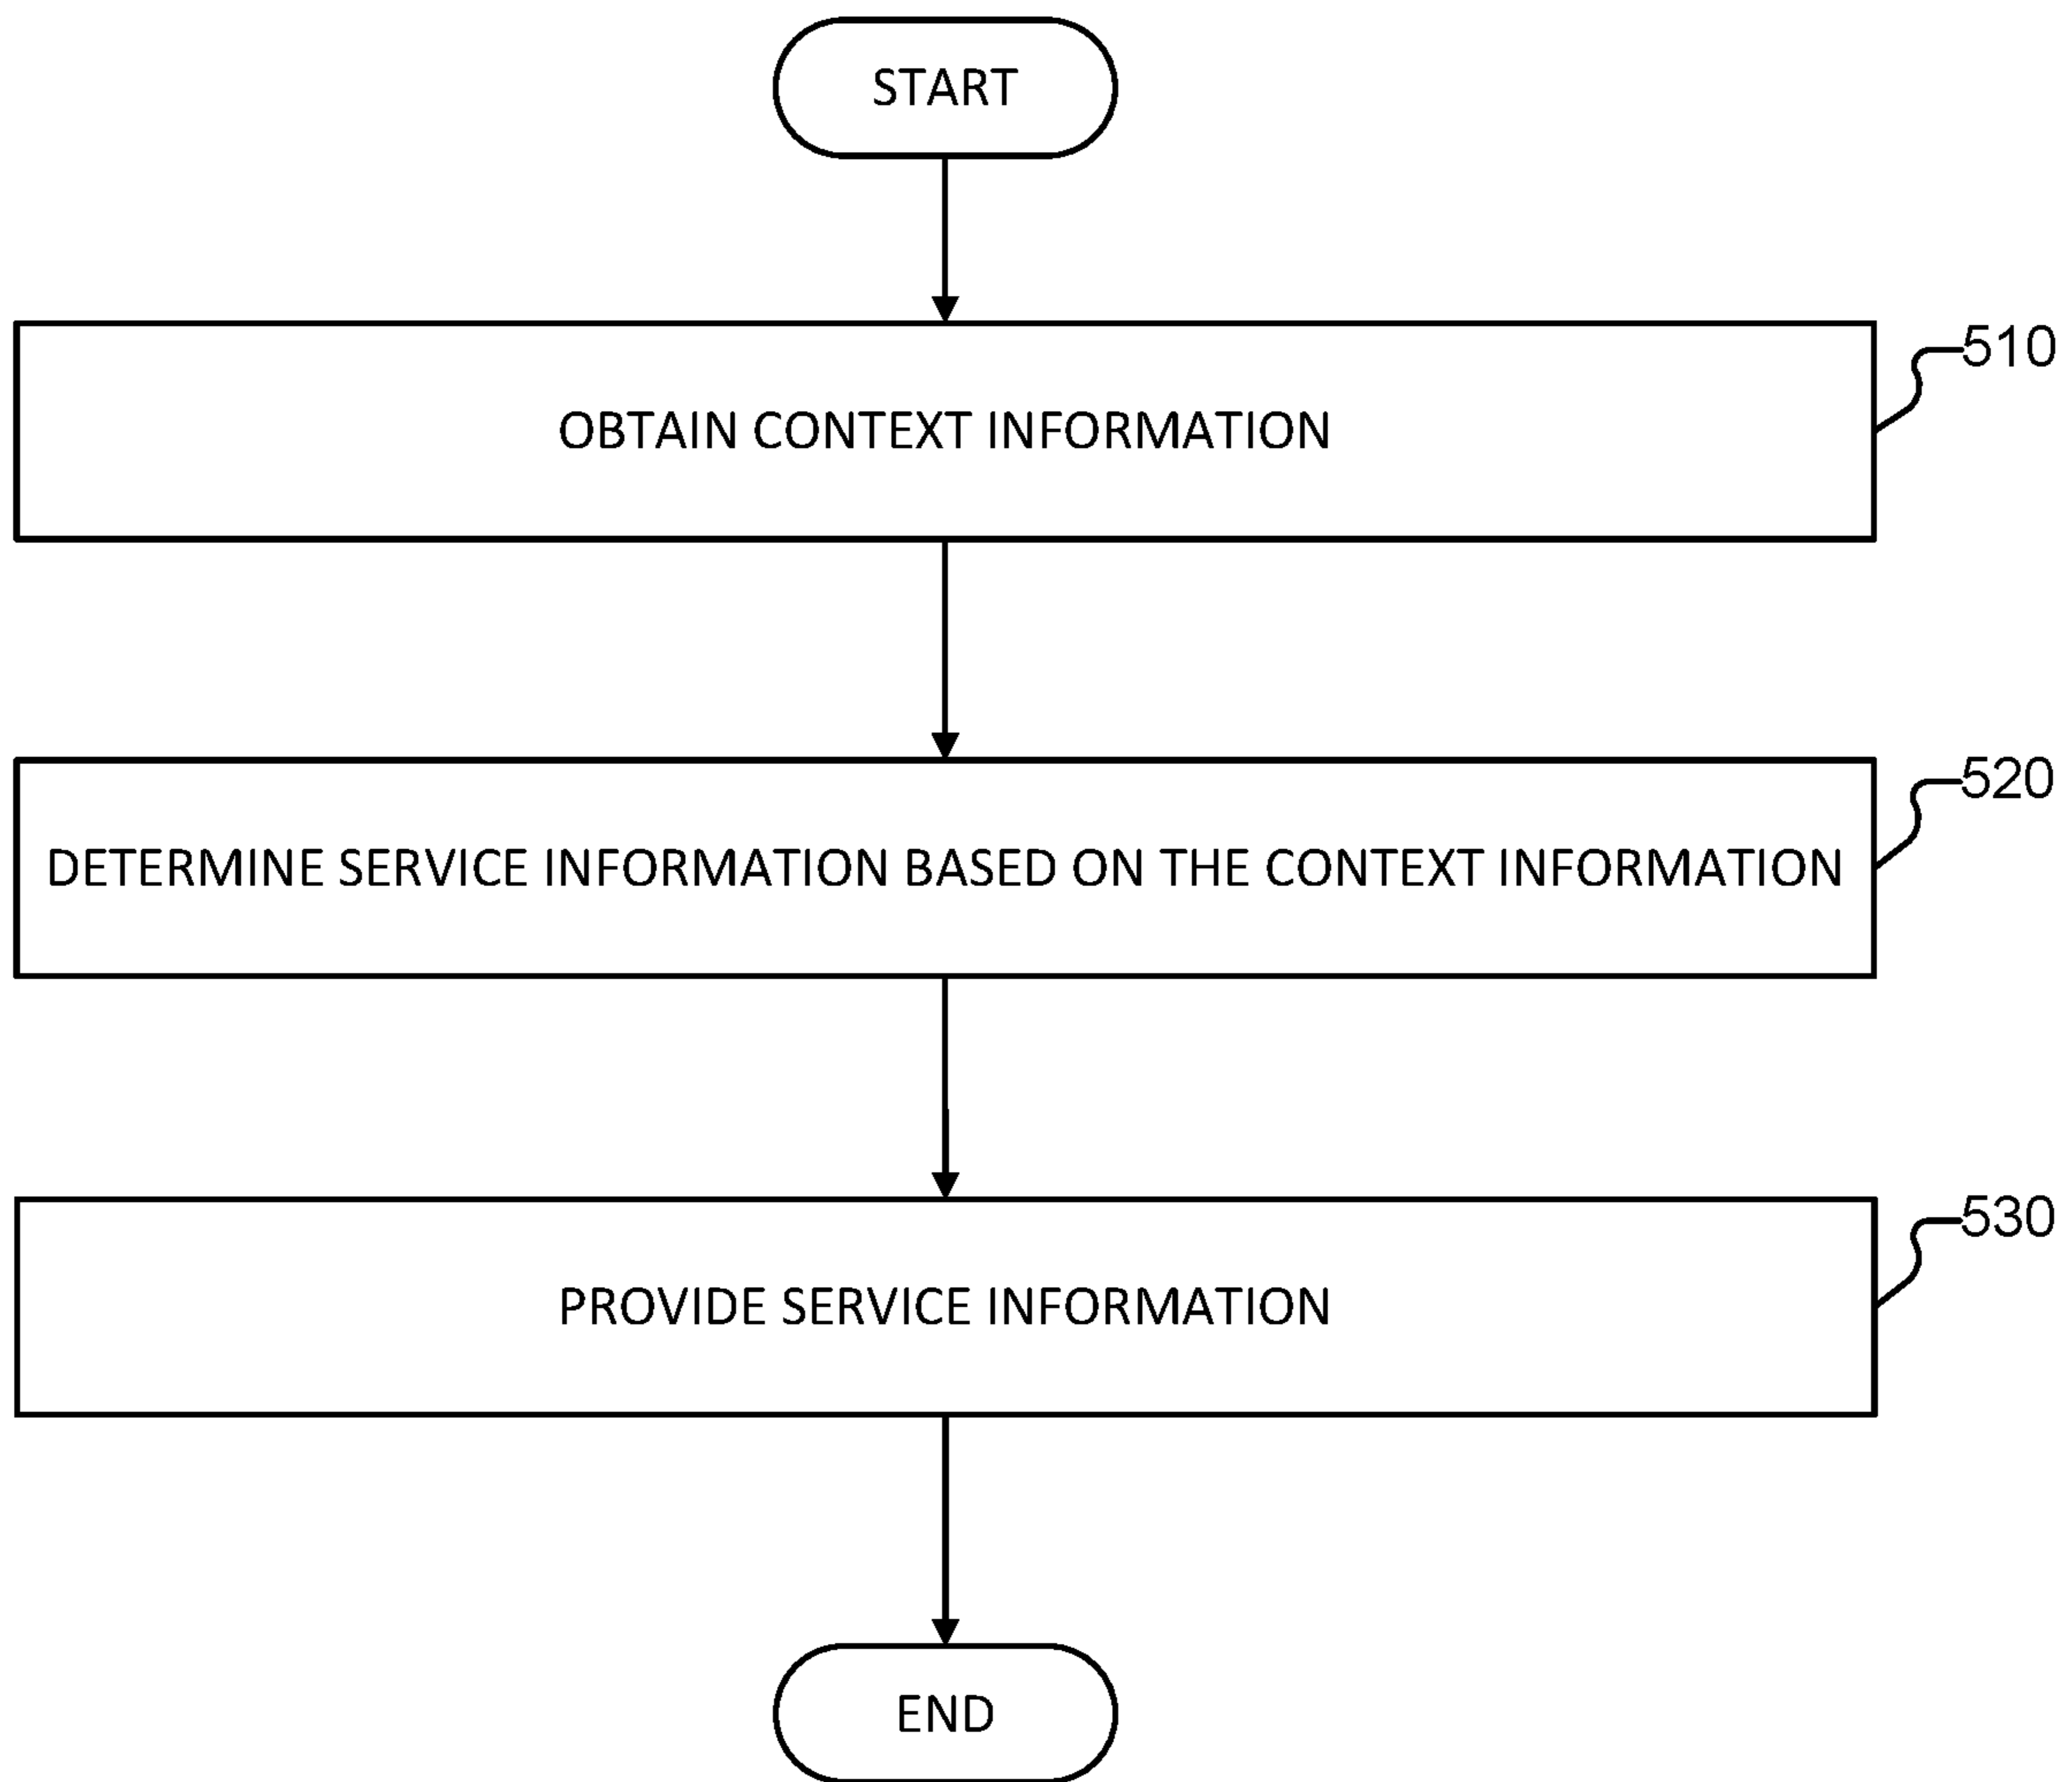 START
510
OBTAIN CONTEXT INFORMATION
520
DETERMINE SERVICE INFORMATION BASED ON THE CONTEXT INFORMATION
530
PROVIDE SERVICE INFORMATION
END